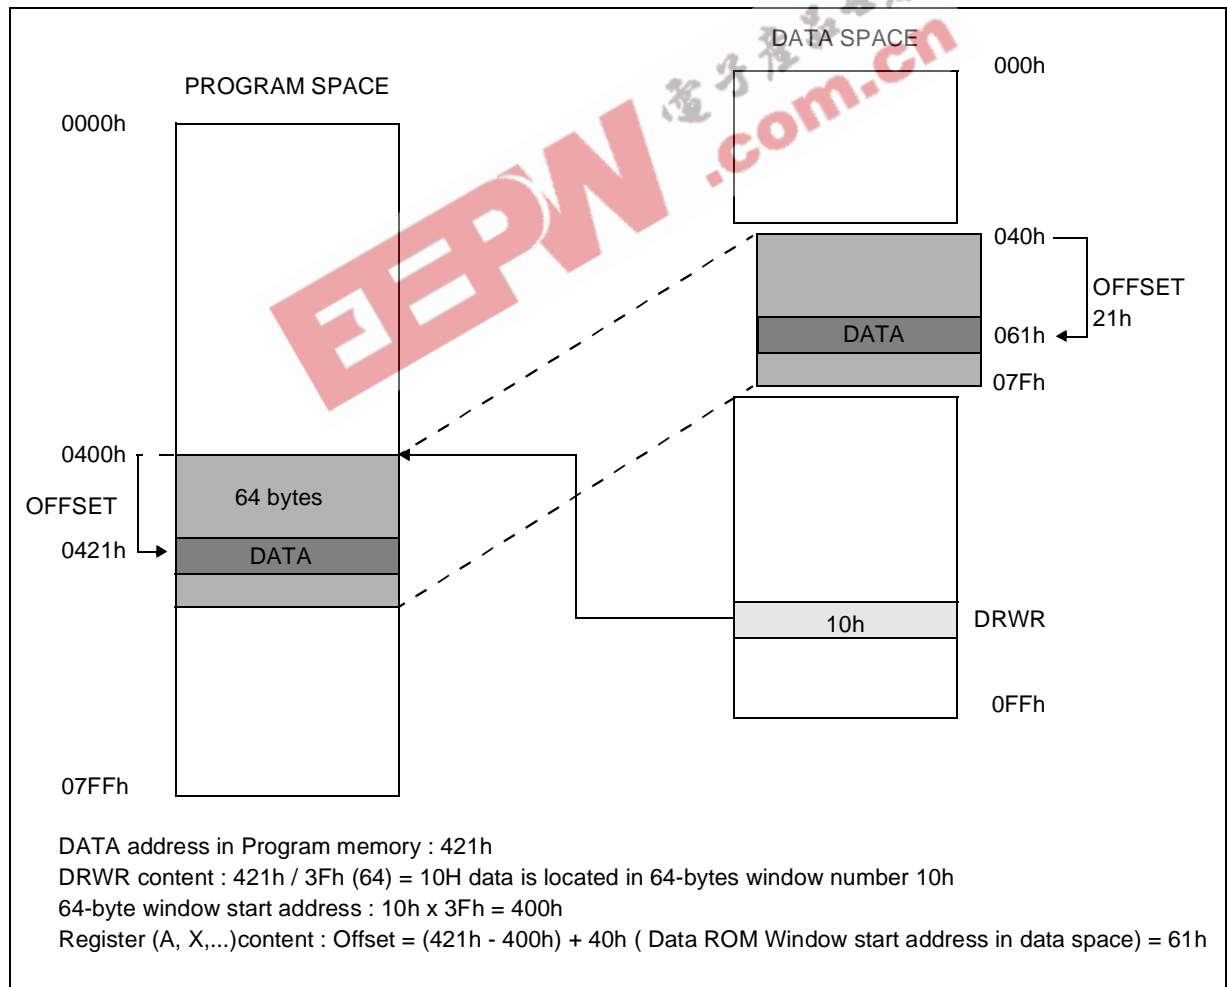 DATA SPACE
000h
PROGRAM SPACE
0000h
EEPW
.com.cn
040h
OFFSET
21h
DATA
061h
07Fh
0400h
64 bytes
OFFSET
0421h
DATA
10h
DRWR
0FFh
07FFh
DATA address in Program memory : 421h
DRWR content : 421h / 3Fh (64) = 10H data is located in 64-bytes window number 10h
64-byte window start address : 10h x 3Fh = 400h
Register (A, X,...)content : Offset = (421h - 400h) + 40h ( Data ROM Window start address in data space) = 61h